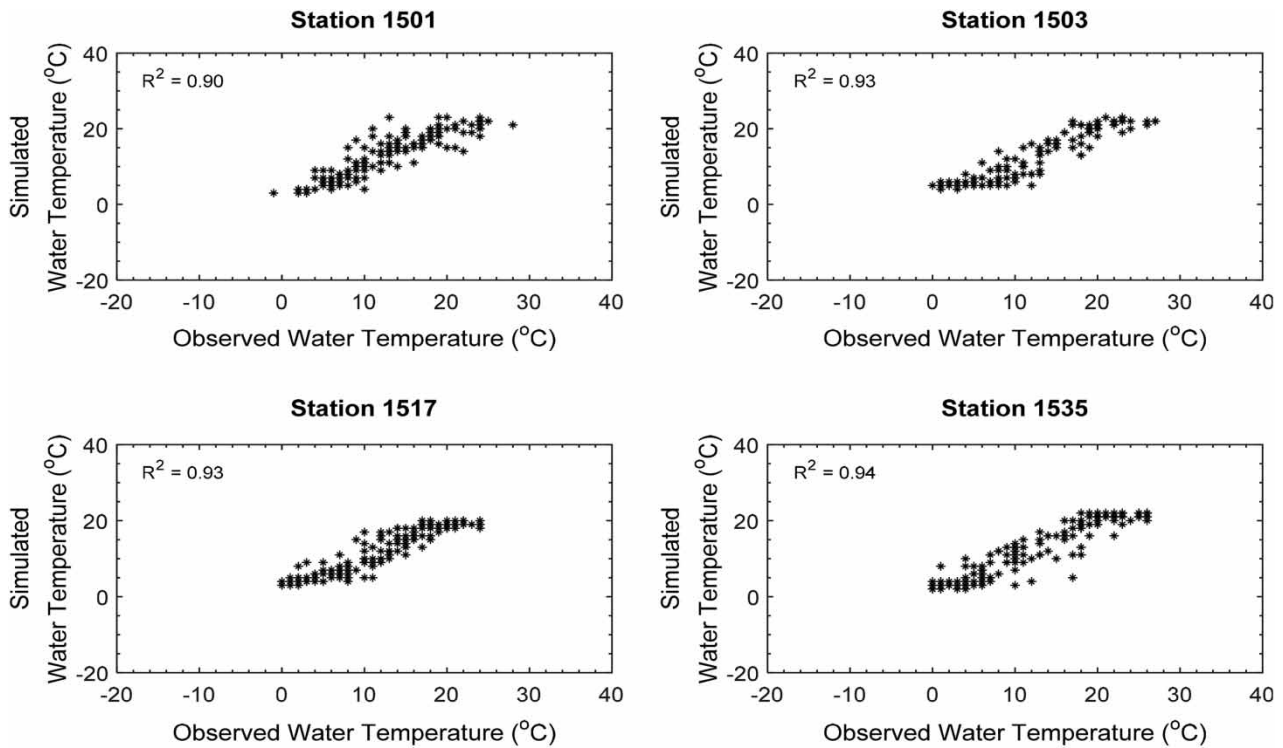 Station 1501
Station 1503
40
20
0
-20
Simulated
Water Temperature (°C)
R² = 0.90
-20 0 10 20 30 40
Observed Water Temperature (°C)
40
20
0
-20
Simulated
Water Temperature (°C)
R² = 0.93
-20 -20 0 10 20 30 40
Observed Water Temperature (°C)
Station 1517
Station 1535
40
20
0
-20
Simulated
Water Temperature (°C)
R² = 0.93
-20 0 10 20 30 40
Observed Water Temperature (°C)
40
20
0
-20
Simulated
Water Temperature (°C)
R² = 0.94
-20 -20 0 10 20 30 40
Observed Water Temperature (°C)